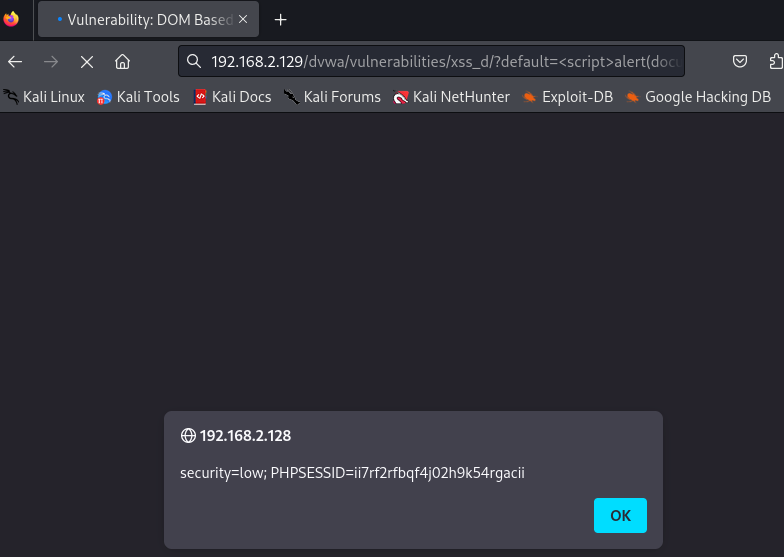 Vulnerability: DOM Based
192.168.2.129/dvwa/vulnerabilities/xss_d/?default=<script>alert(docu
Kali Linux Kali Tools Kali Docs Kali Forums Kali NetHunter Exploit-DB Google Hacking DB
192.168.2.128
security=low; PHPSESSID=ii7rf2rfbqf4j02h9k54rgacii
OK